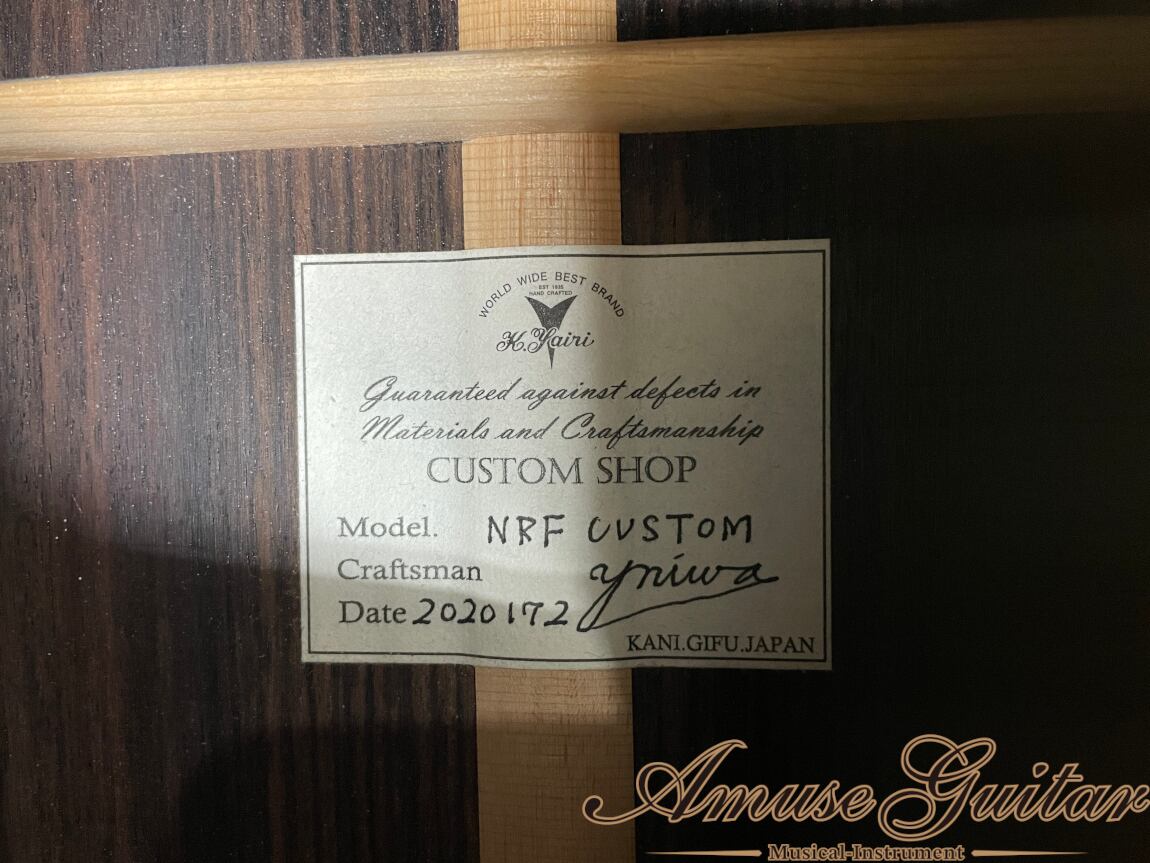 WORLD WIDE BEST BRAND
EST 1935
HAND CRAFTED
K.Yairi
Guaranteed against defects in
Materials and Craftsmanship
CUSTOM SHOP
Model. NRF CUSTOM
Craftsman yniwa
Date 2020172
KANI.GIFU.JAPAN
Amuse Guitar
Musical-Instrument